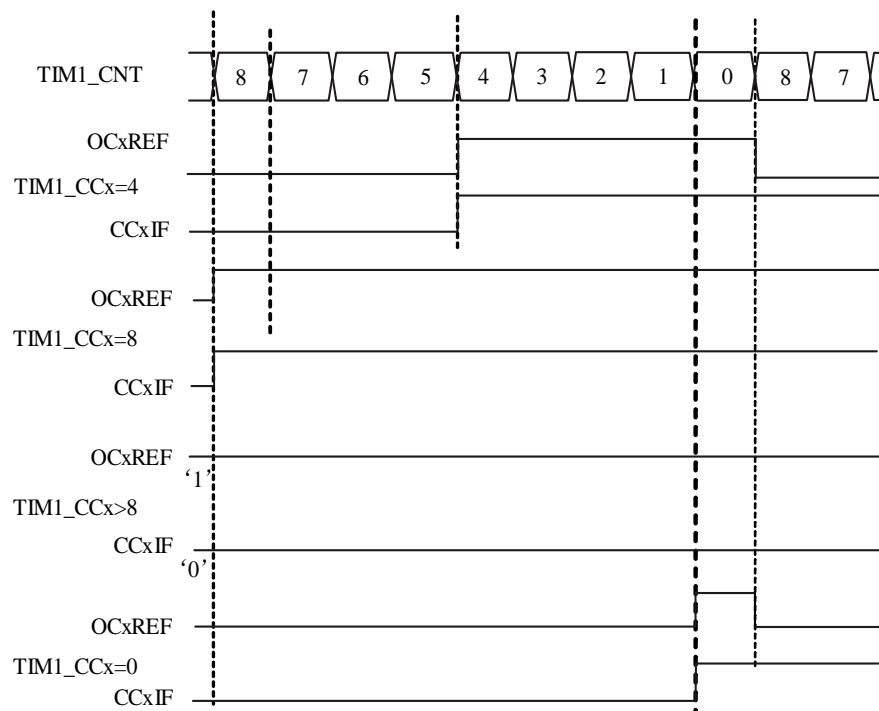 TIM1_CNT 8 7 6 5 4 3 2 1 0 8 7
OCxREF
TIM1_CCx=4
CCxIF
OCxREF
TIM1_CCx=8
CCxIF
OCxREF
‘1’
TIM1_CCx>8
CCxIF
‘0’
OCxREF
TIM1_CCx=0
CCxIF